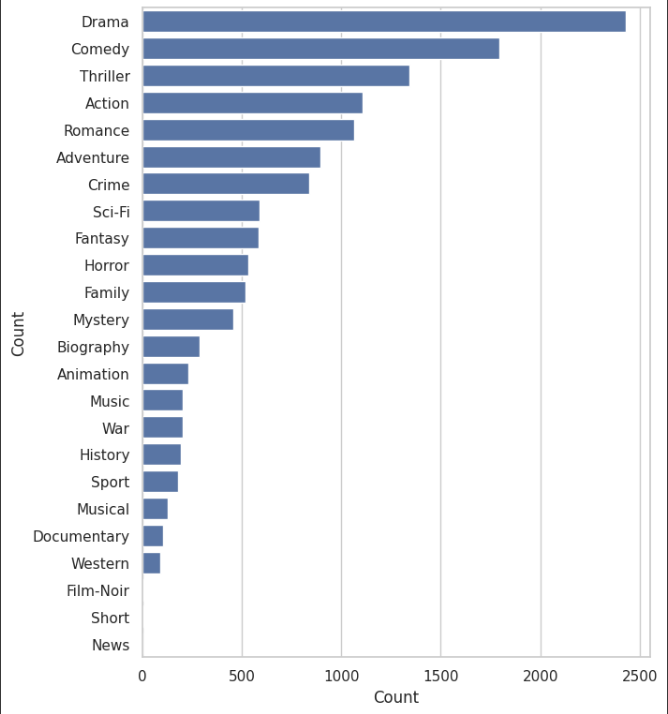 Drama
Comedy
Thriller
Action
Romance
Adventure
Crime
Sci-Fi
Fantasy
Horror
Family
Mystery
Biography
Animation
Music
War
History
Sport
Musical
Documentary
Western
Film-Noir
Short
News
Count
0 500 1000 1500 2000 2500
Count